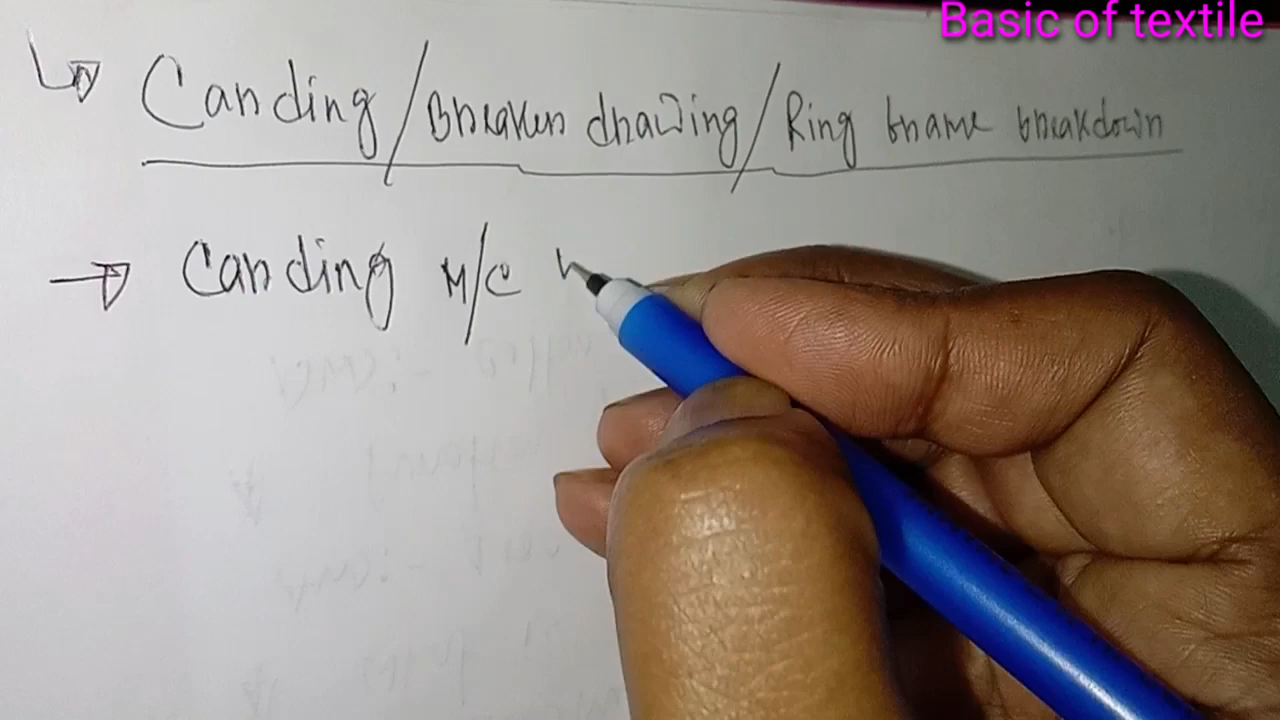 Basic of textile
Carding/Breaker drawing/Ring frame breakdown
Carding M/C